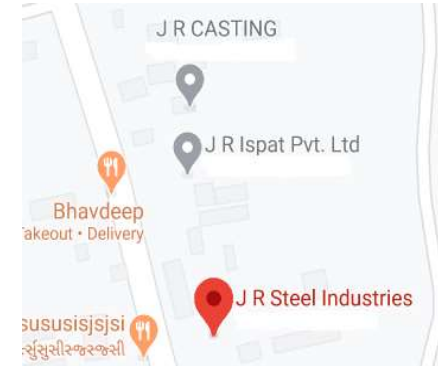 J R CASTING
J R Ispat Pvt. Ltd
Bhavdeep
akeout • Delivery
J R Steel Industries
sususisjsjsi